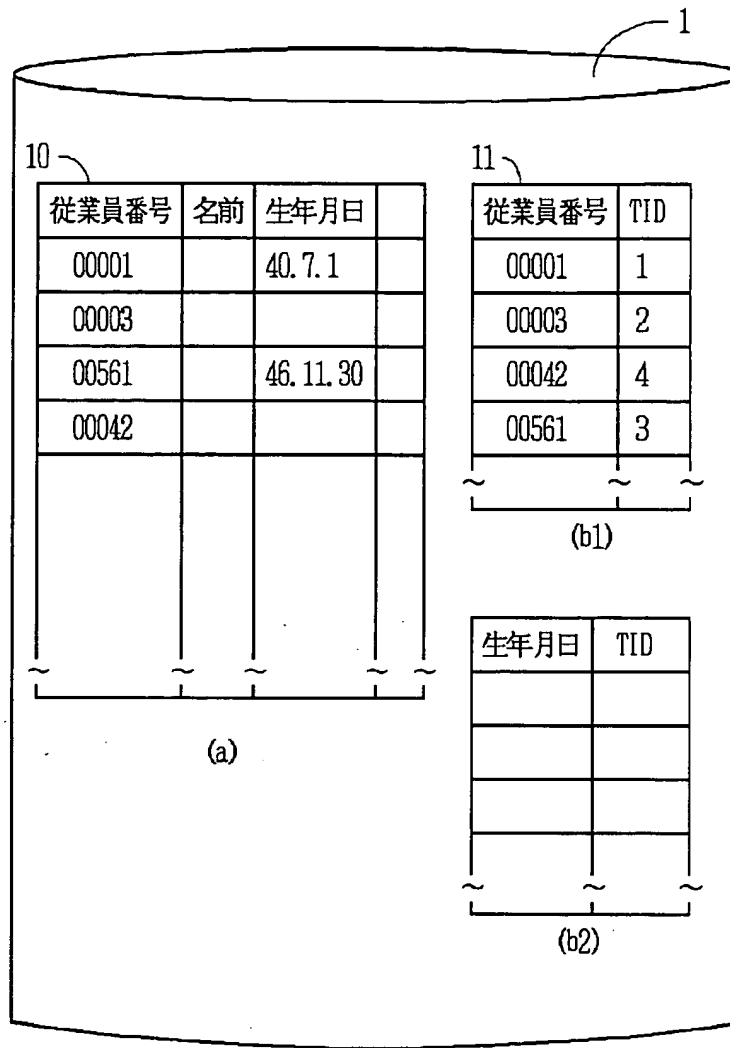 1
10
従業員番号 名前 生年月日
00001 40.7.1
00003
00561 46.11.30
00042
(a)
11
従業員番号 TID
00001 1
00003 2
00042 4
00561 3
(b1)
生年月日 TID
(b2)